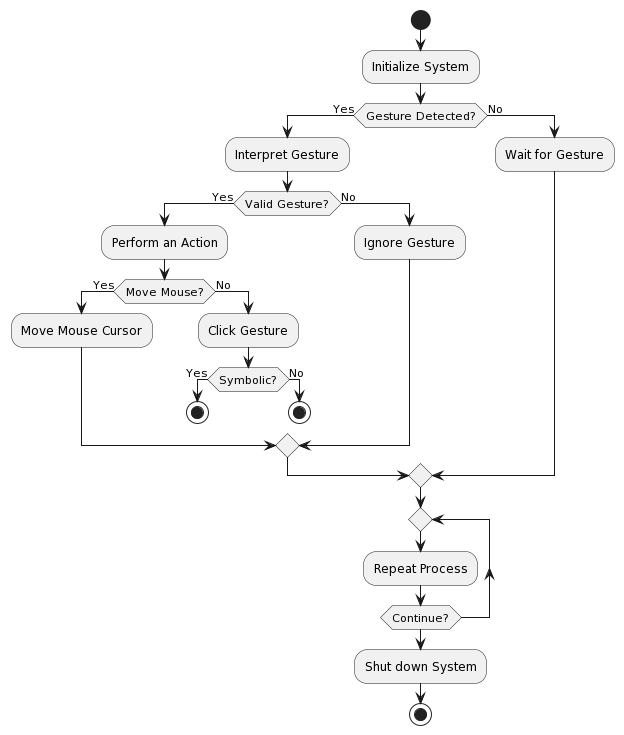 Initialize System
Yes
Gesture Detected?
No
Interpret Gesture
Wait for Gesture
Yes
Valid Gesture?
No
Perform an Action
Ignore Gesture
Yes
Move Mouse?
No
Move Mouse Cursor
Click Gesture
Yes
Symbolic?
No
Repeat Process
Continue?
Shut down System